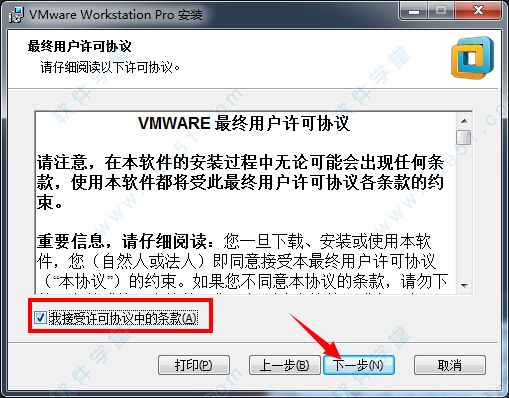 VMware Workstation Pro 安装
最终用户许可协议
请仔细阅读以下许可协议。
VMWARE 最终用户许可协议
请注意，在本软件的安装过程中无论可能会出现任何条
款，使用本软件都将受此最终用户许可协议各条款的约
束。
重要信息，请仔细阅读：您一旦下载、安装或使用本软
件，您（自然人或法人）即同意接受本最终用户许可协议
（“本协议”）的约束。如果您不同意本协议的条款，请勿下
我接受许可协议中的条款(A)
打印(P)
上一步(B)
下一步(N)
取消
软件学堂